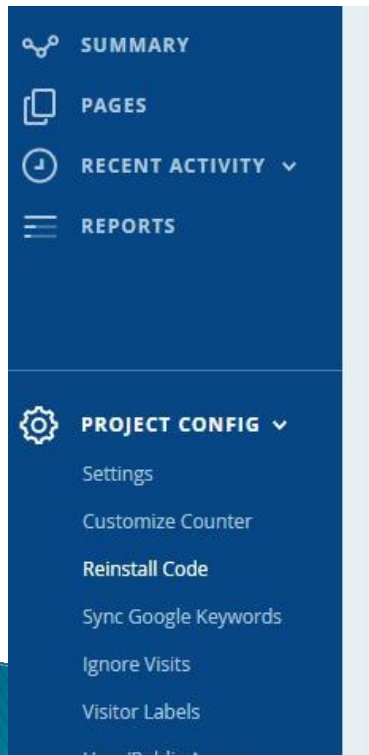 SUMMARY
PAGES
RECENT ACTIVITY
REPORTS
PROJECT CONFIG
Settings
Customize Counter
Reinstall Code
Sync Google Keywords
Ignore Visits
Visitor Labels